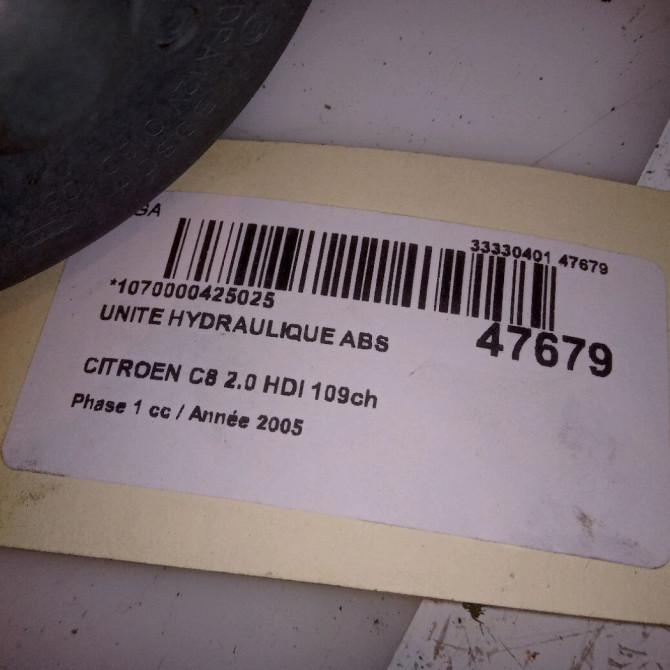 33330401 47679
*1070000425025
UNITE HYDRAULIQUE ABS
47679
CITROEN C8 2.0 HDI 109ch
Phase 1 cc / Année 2005